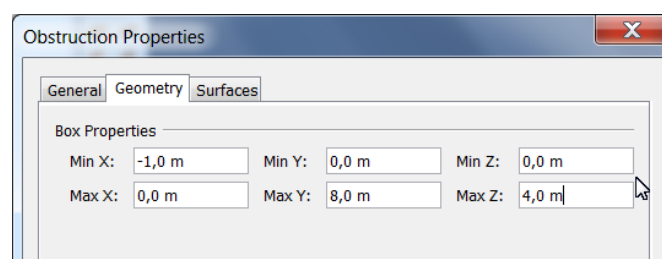 Obstruction Properties
General Geometry Surfaces
Box Properties
Min X: -1,0 m Min Y: 0,0 m Min Z: 0,0 m
Max X: 0,0 m Max Y: 8,0 m Max Z: 4,0 m